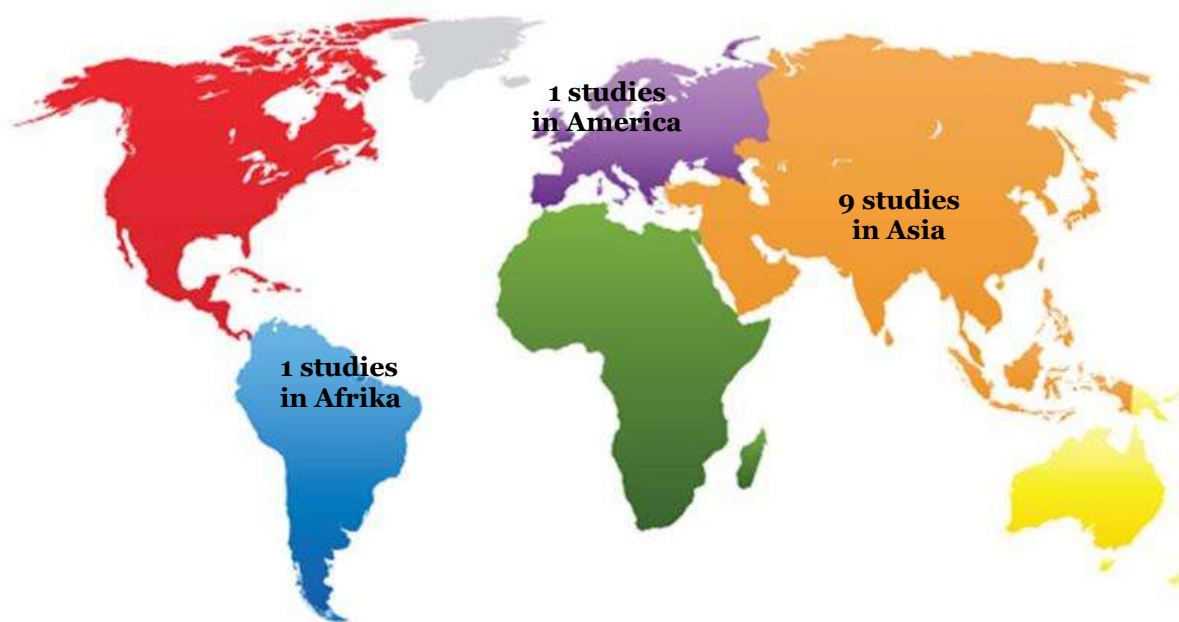 1 studies
in America
9 studies
in Asia
1 studies
in Afrika